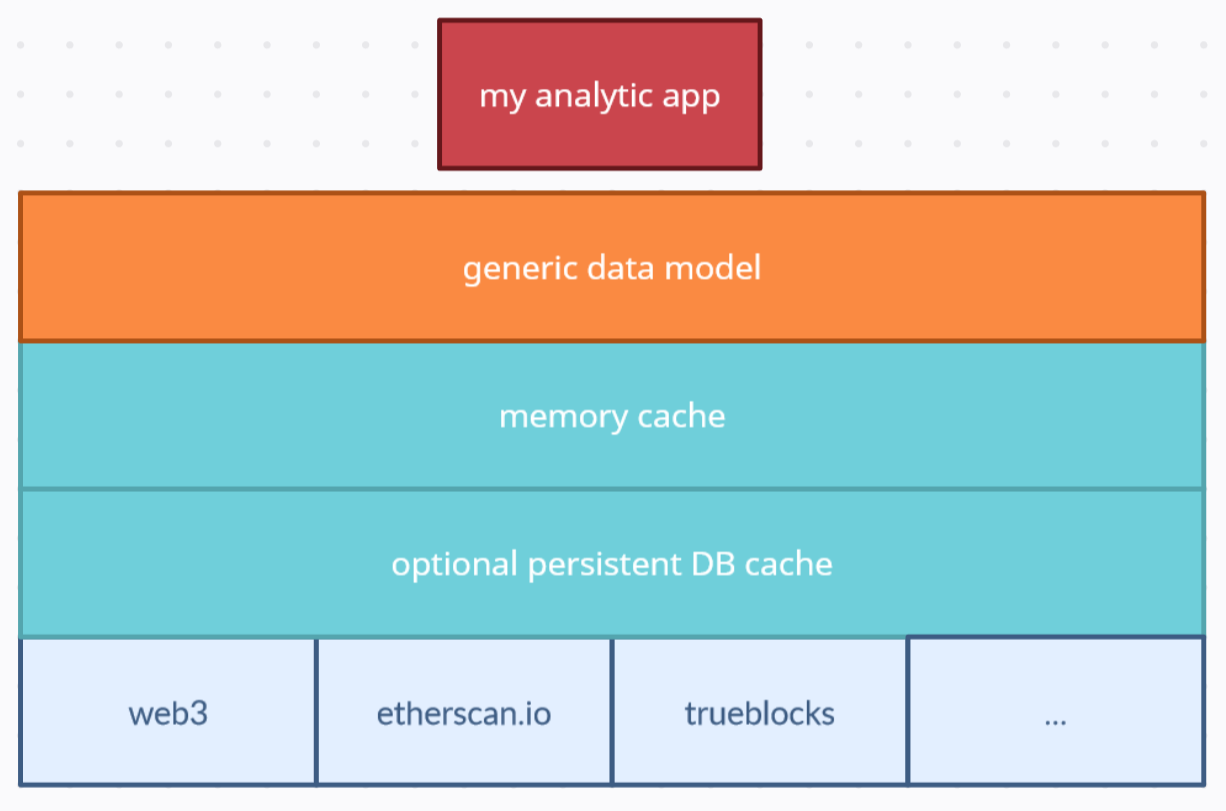 my analytic app
generic data model
memory cache
optional persistent DB cache
web3
etherscan.io
trueblocks
...